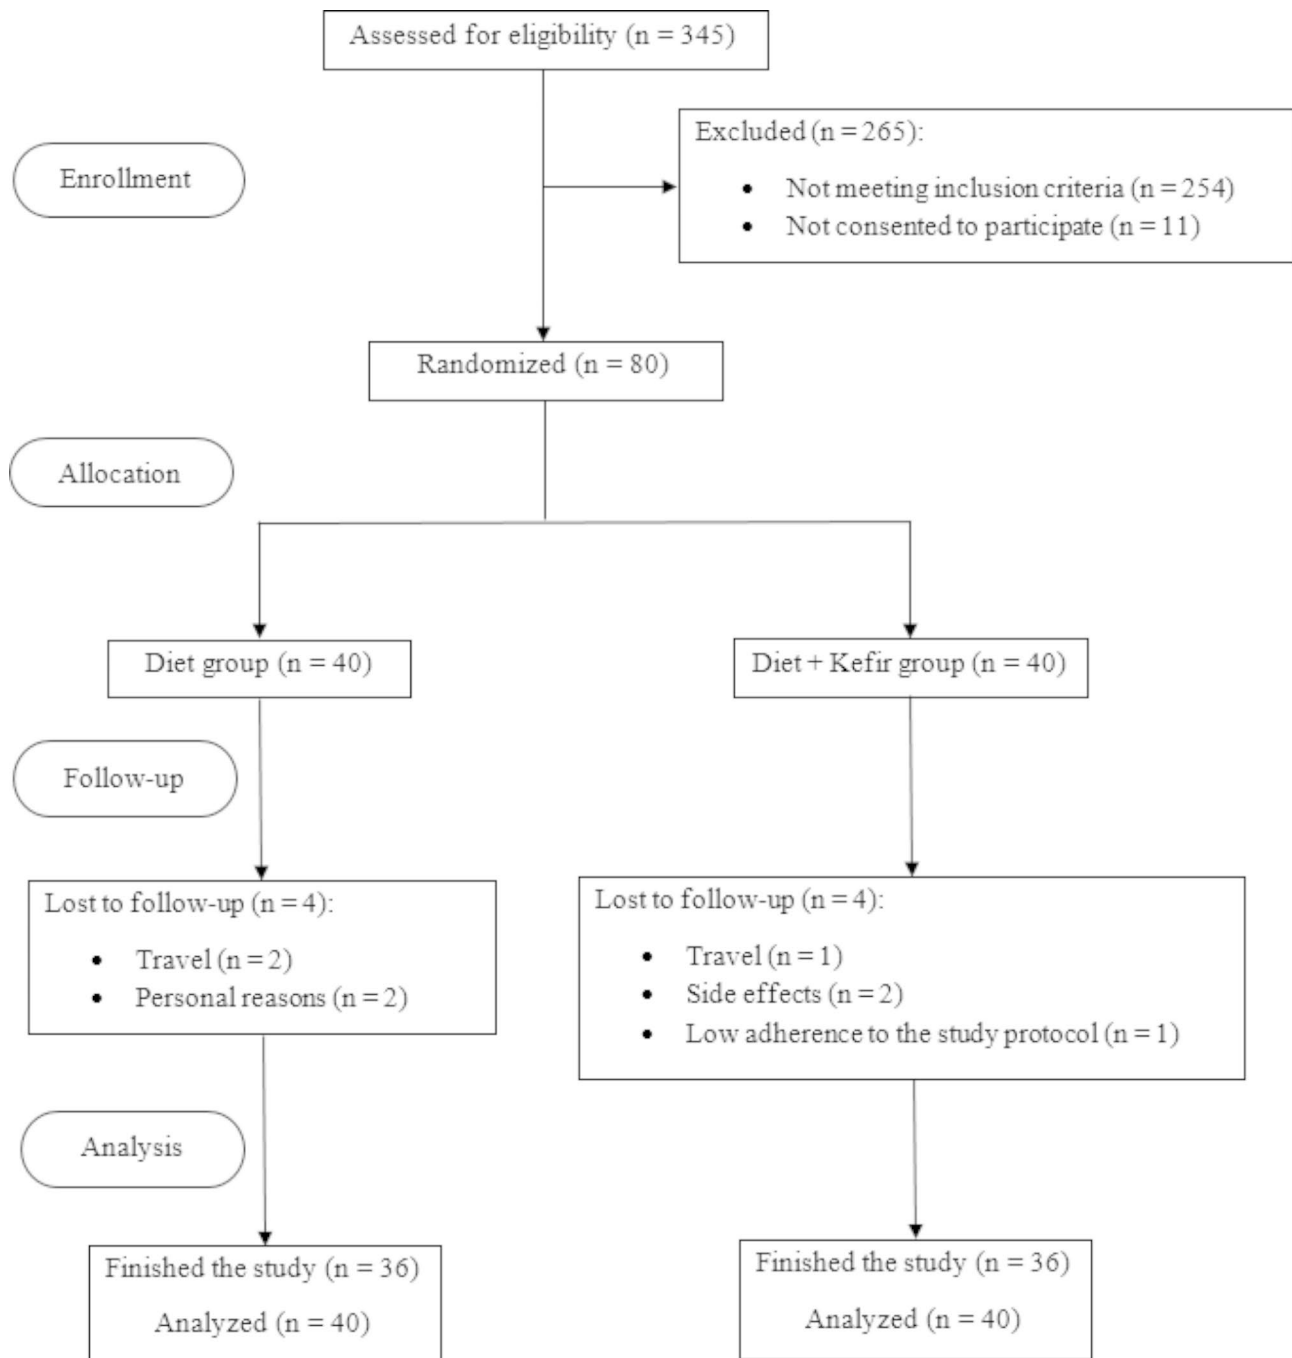 Assessed for eligibility (n = 345)
Excluded (n = 265):
• Not meeting inclusion criteria (n = 254)
• Not consented to participate (n = 11)
Enrollment
Randomized (n = 80)
Allocation
Diet group (n = 40)
Diet + Kefir group (n = 40)
Follow-up
Lost to follow-up (n = 4):
• Travel (n = 2)
• Personal reasons (n = 2)
Lost to follow-up (n = 4):
• Travel (n = 1)
• Side effects (n = 2)
• Low adherence to the study protocol (n = 1)
Analysis
Finished the study (n = 36)
Analyzed (n = 40)
Finished the study (n = 36)
Analyzed (n = 40)